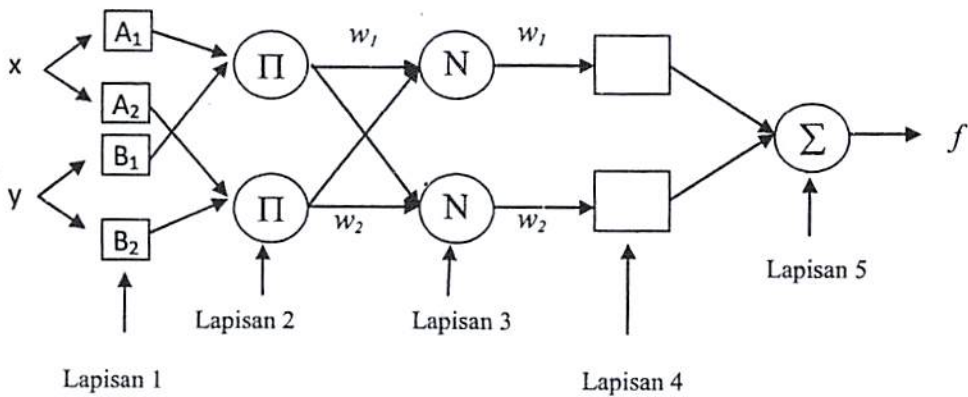 x
A₁
A₂
y
B₁
B₂
Π
Π
w₁
w₂
N
N
w₁
w₂
Σ
f
Lapisan 1
Lapisan 2
Lapisan 3
Lapisan 4
Lapisan 5